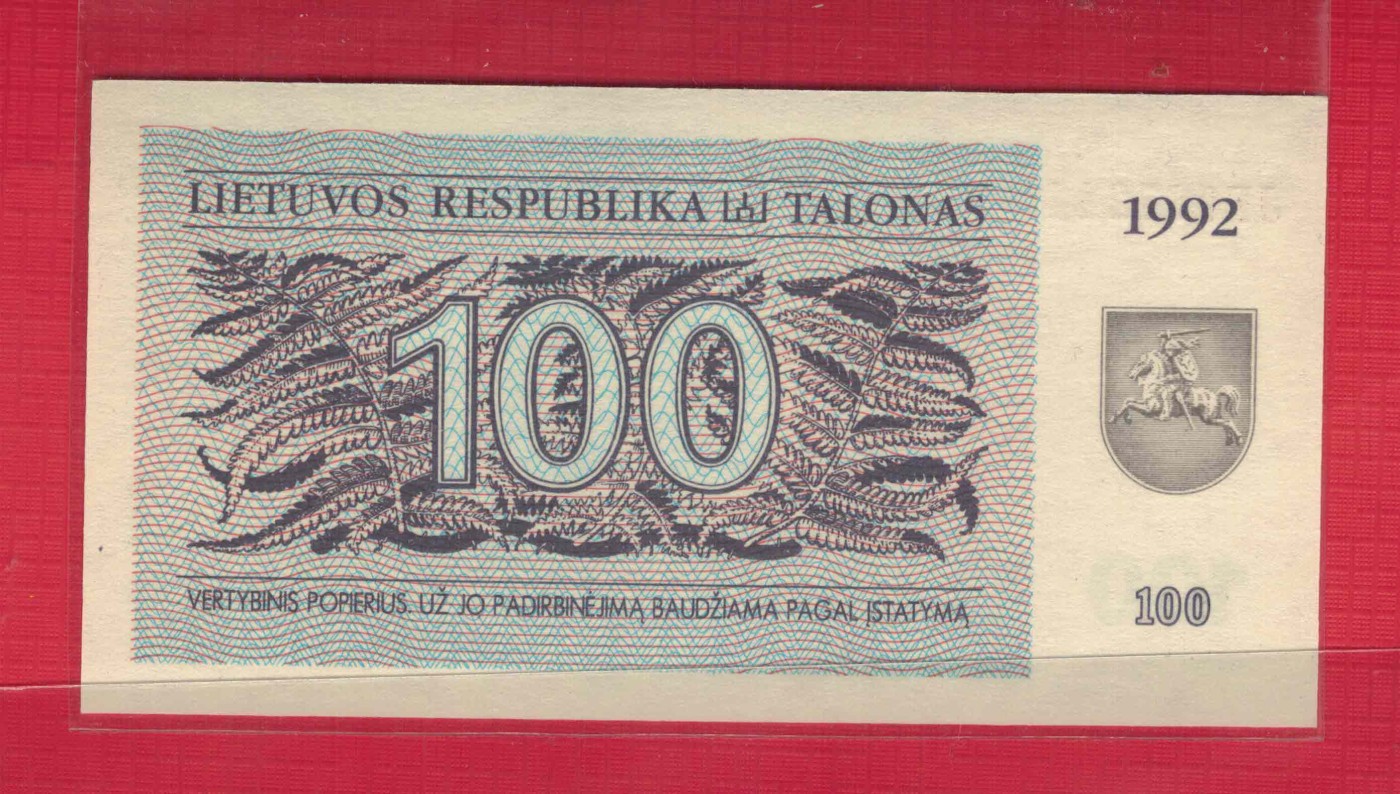 LIETUVOS RESPUBLIKA TALONAS
1992
100
VERTYBINIS POPIERIUS. UŽ JO PADIRBINĖJIMĄ BAUDŽIAMA PAGAL ĮSTATYMĄ
100